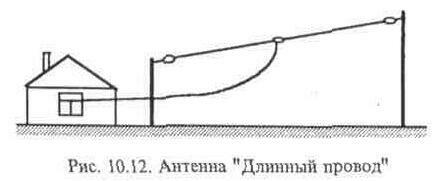 Рис. 10.12. Антенна "Длинный провод"